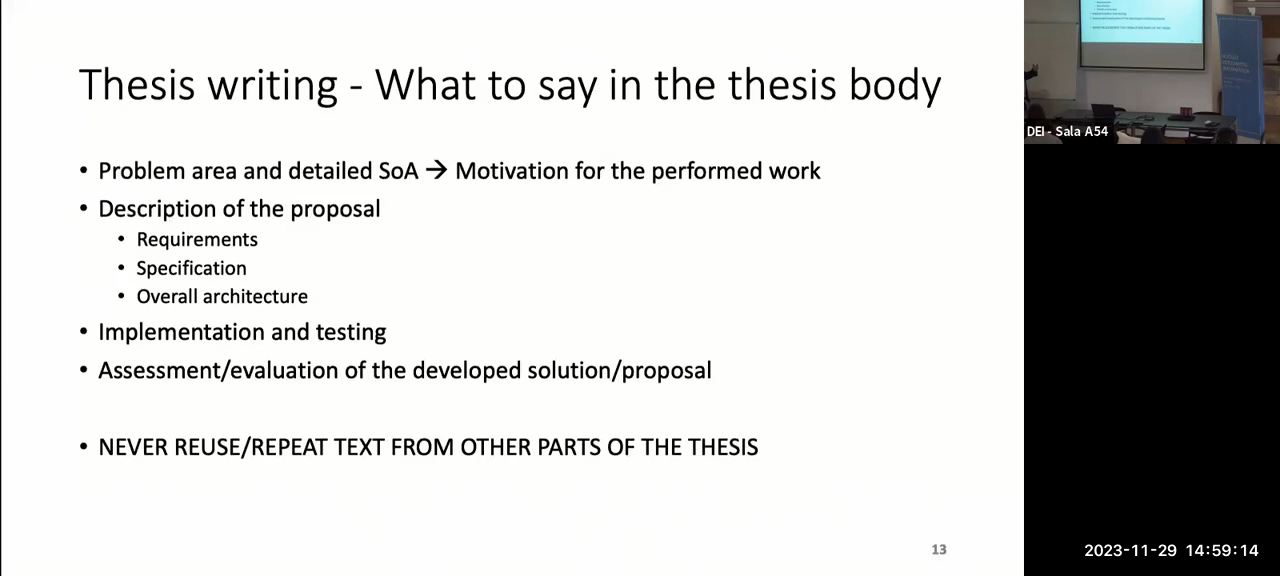 Thesis writing - What to say in the thesis body
• Problem area and detailed SoA → Motivation for the performed work
• Description of the proposal
• Requirements
• Specification
• Overall architecture
• Implementation and testing
• Assessment/evaluation of the developed solution/proposal
• NEVER REUSE/REPEAT TEXT FROM OTHER PARTS OF THE THESIS
13
DEI - Sala A54
2023-11-29 14:59:14